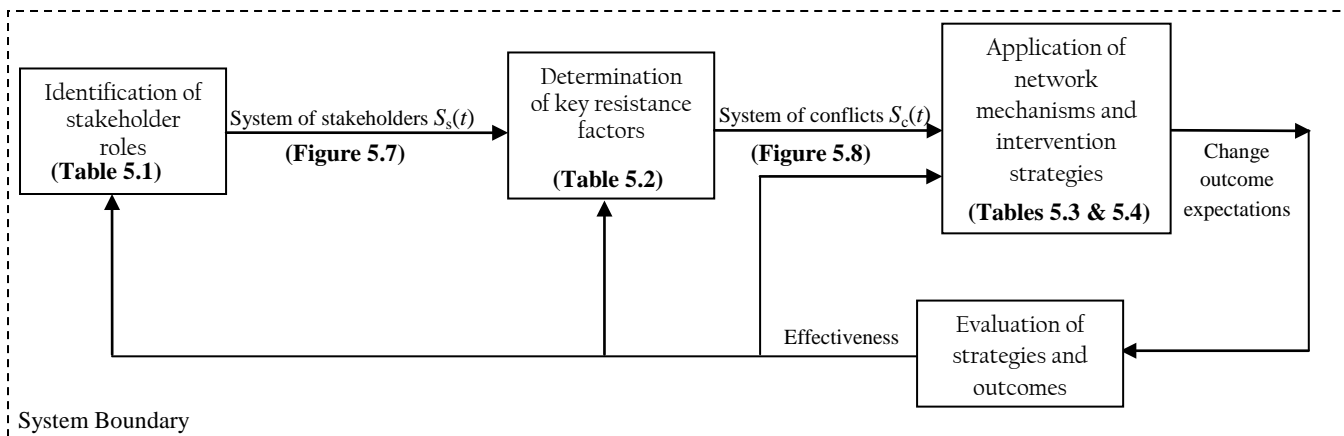 Identification of
stakeholder
roles
(Table 5.1)
System of stakeholders Ss(t)
(Figure 5.7)
Determination
of key resistance
factors
(Table 5.2)
System of conflicts Sc(t)
(Figure 5.8)
Application of
network
mechanisms and
intervention
strategies
(Tables 5.3 & 5.4)
Change
outcome
expectations
Evaluation of
strategies and
outcomes
Effectiveness
System Boundary